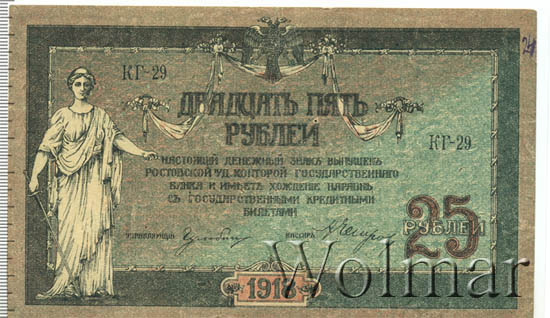 КГ-29
ДВАДЦАТЬ ПЯТЬ
РУБЛЕЙ
КГ-29
НАСТОЯЩІЙ ДЕНЕЖНЫЙ ЗНАКЪ ВЫПУЩЕНЪ
РОСТОВСКОЙ н/Д. КОНТОРОЙ ГОСУДАРСТВЕННАГО
БАНКА И ИМѢЕТЪ ХОЖДЕНІЕ НАРАВНѢ
СЪ ГОСУДАРСТВЕННЫМИ КРЕДИТНЫМИ
БИЛЕТАМИ
УПРАВЛЯЮЩІЙ
КАССИРЪ
25
РУБЛЕЙ
1918
Wolmar